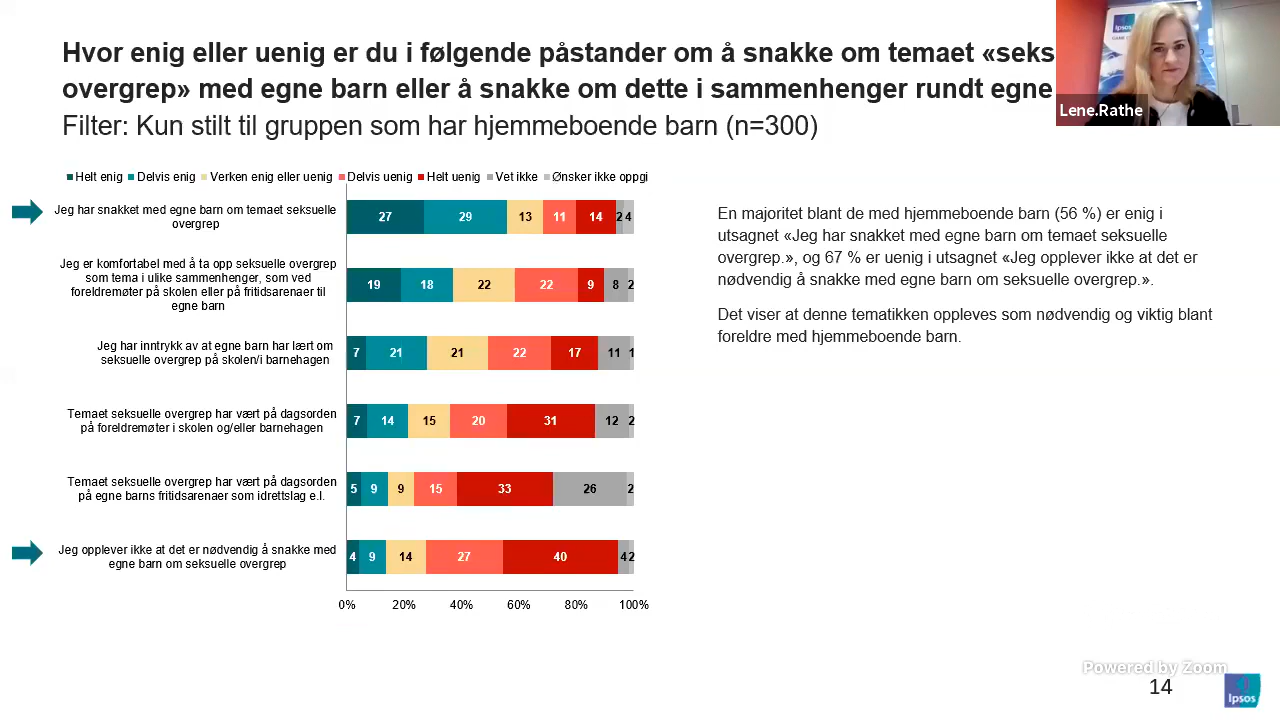 Hvor enig eller uenig er du i følgende påstander om å snakke om temaet «seks
overgrep» med egne barn eller å snakke om dette i sammenhenger rundt egne
Filter: Kun stilt til gruppen som har hjemmeboende barn (n=300)
Ipsos
Lene.Rathe
Helt enig Delvis enig Verken enig eller uenig Delvis uenig Helt uenig Vet ikke Ønsker ikke oppgi
Jeg har snakket med egne barn om temaet seksuelle
overgrep
27 29 13 11 14 2 4
Jeg er komfortabel med å ta opp seksuelle overgrep
som tema i ulike sammenhenger, som ved
foreldremøter på skolen eller på fritidsarenaer til
egne barn
19 18 22 22 9 8 2
Jeg har inntrykk av at egne barn har lært om
seksuelle overgrep på skolen/i barnehagen
7 21 21 22 17 11 1
Temaet seksuelle overgrep har vært på dagsorden
på foreldremøter i skolen og/eller barnehagen
7 14 15 20 31 12 2
Temaet seksuelle overgrep har vært på dagsorden
på egne barns fritidsarenaer som idrettslag e.l.
5 9 9 15 33 26 2
Jeg opplever ikke at det er nødvendig å snakke med
egne barn om seksuelle overgrep
4 9 14 27 40 4 2
0% 20% 40% 60% 80% 100%
En majoritet blant de med hjemmeboende barn (56 %) er enig i
utsagnet «Jeg har snakket med egne barn om temaet seksuelle
overgrep.», og 67 % er uenig i utsagnet «Jeg opplever ikke at det er
nødvendig å snakke med egne barn om seksuelle overgrep.».
Det viser at denne tematikken oppleves som nødvendig og viktig blant
foreldre med hjemmeboende barn.
Powered by Zoom
14
Ipsos